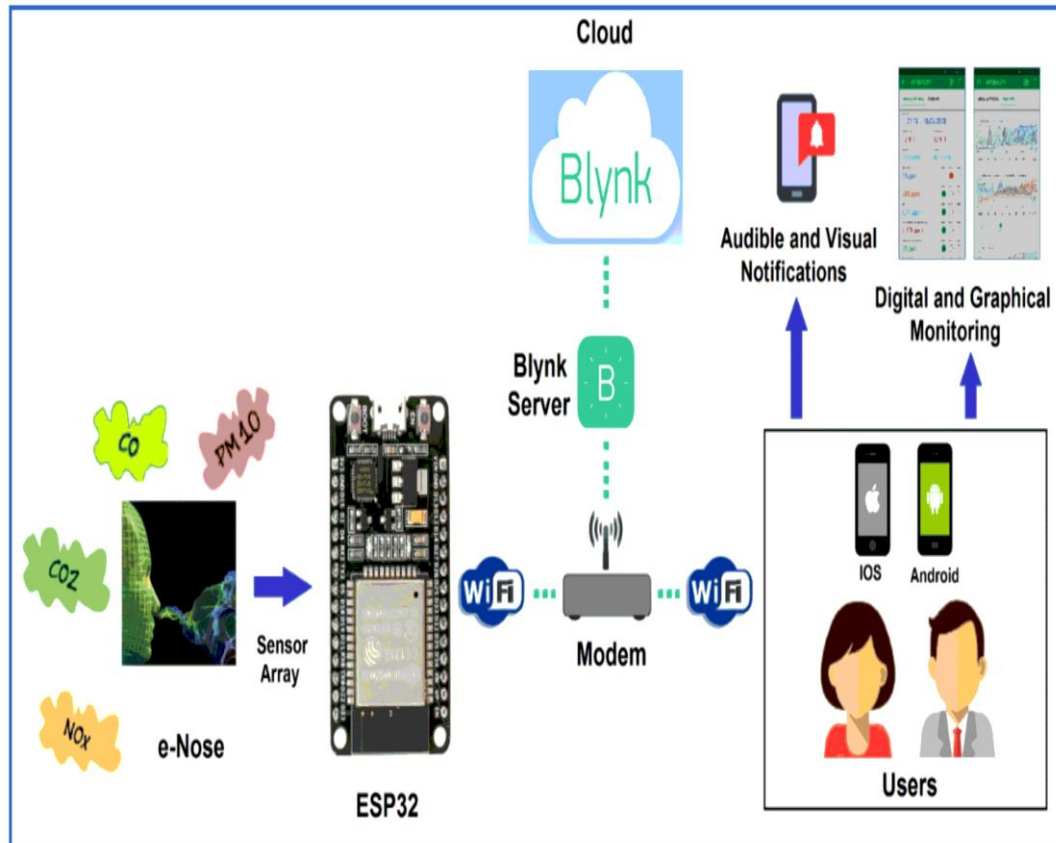 Cloud
Blynk
Audible and Visual
Notifications
Digital and Graphical
Monitoring
Blynk
Server
B
CO
PM10
CO2
NOx
e-Nose
Sensor
Array
ESP32
WiFi
Modem
WiFi
IOS
Android
Users